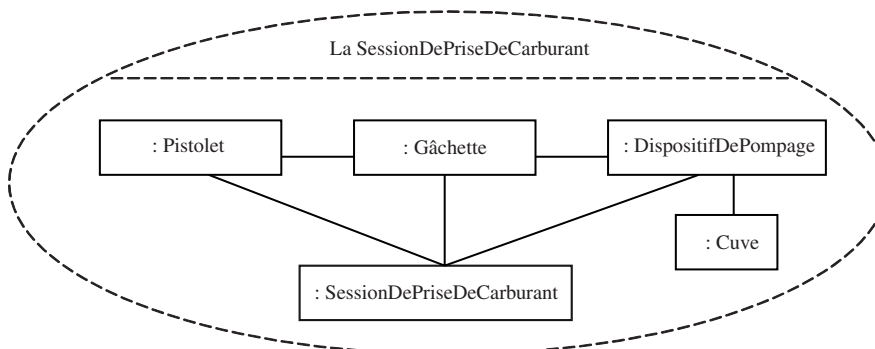 La SessionDePriseDeCarburant
: Pistolet
: Gâchette
: DispositifDePompage
: Cuve
: SessionDePriseDeCarburant